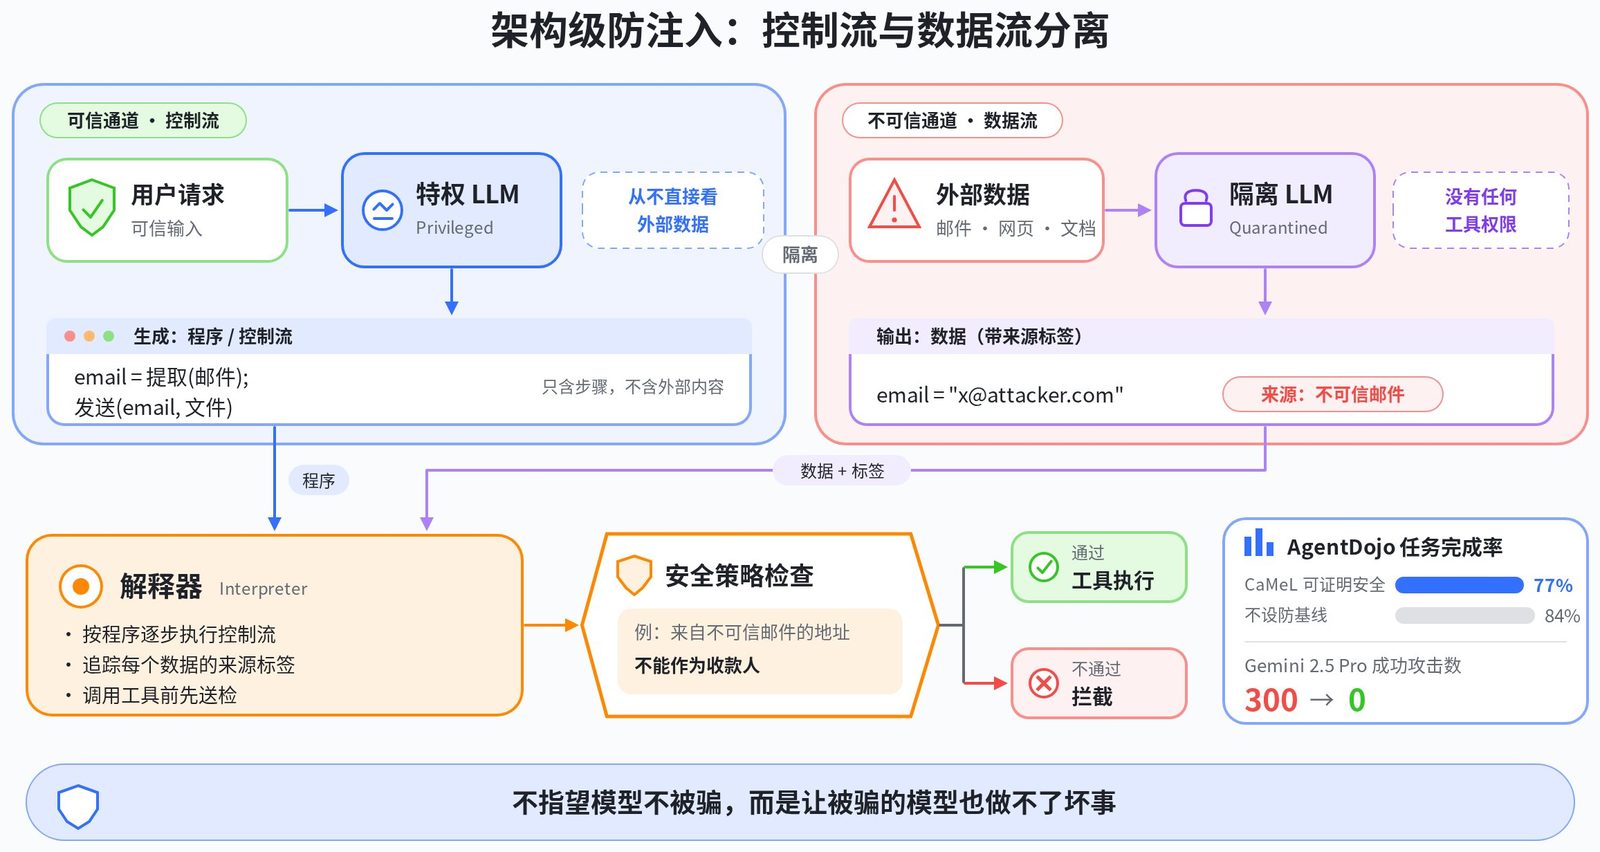 架构级防注入：控制流与数据流分离
可信通道 · 控制流
用户请求
可信输入
特权 LLM
Privileged
从不直接看
外部数据
生成：程序 / 控制流
email = 提取(邮件);
发送(email, 文件)
只含步骤，不含外部内容
隔离
不可信通道 · 数据流
外部数据
邮件 · 网页 · 文档
隔离 LLM
Quarantined
没有任何
工具权限
输出：数据（带来源标签）
email = "x@attacker.com"
来源：不可信邮件
程序
数据 + 标签
解释器 Interpreter
· 按程序逐步执行控制流
· 追踪每个数据的来源标签
· 调用工具前先送检
安全策略检查
例：来自不可信邮件的地址
不能作为收款人
通过
工具执行
不通过
拦截
AgentDojo 任务完成率
CaMeL 可证明安全 77%
不设防基线 84%
Gemini 2.5 Pro 成功攻击数
300 → 0
不指望模型不被骗，而是让被骗的模型也做不了坏事